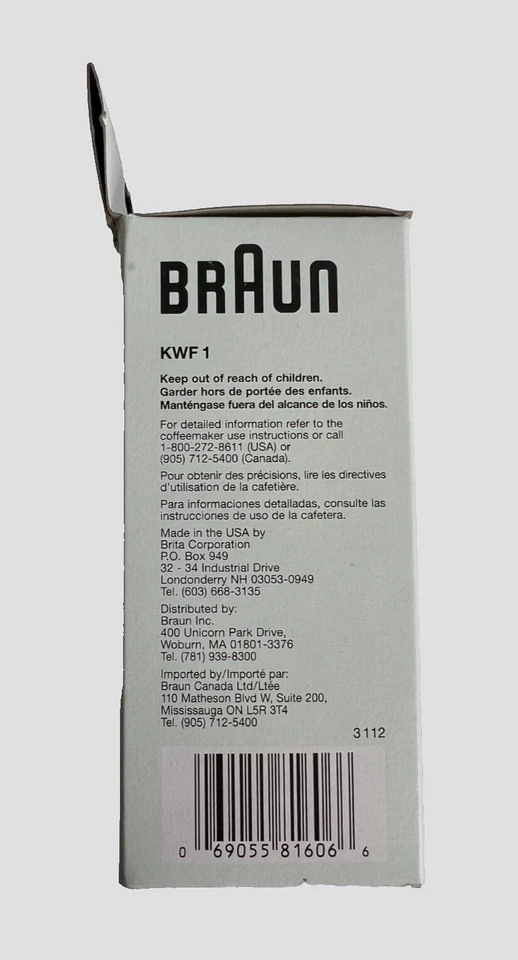 BRAUN
KWF 1
Keep out of reach of children.
Garder hors de portée des enfants.
Manténgase fuera del alcance de los niños.
For detailed information refer to the
coffeemaker use instructions or call
1-800-272-8611 (USA) or
(905) 712-5400 (Canada).
Pour obtenir des précisions, lire les directives
d'utilisation de la cafetière.
Para informaciones detalladas, consulte las
instrucciones de uso de la cafetera.
Made in the USA by
Brita Corporation
P.O. Box 949
32 - 34 Industrial Drive
Londonderry NH 03053-0949
Tel. (603) 668-3135
Distributed by:
Braun Inc.
400 Unicorn Park Drive,
Woburn, MA 01801-3376
Tel. (781) 939-8300
Imported by/Importé par:
Braun Canada Ltd/Ltée
110 Matheson Blvd W, Suite 200,
Mississauga ON L5R 3T4
Tel. (905) 712-5400
3 112
0 69055 81606 6